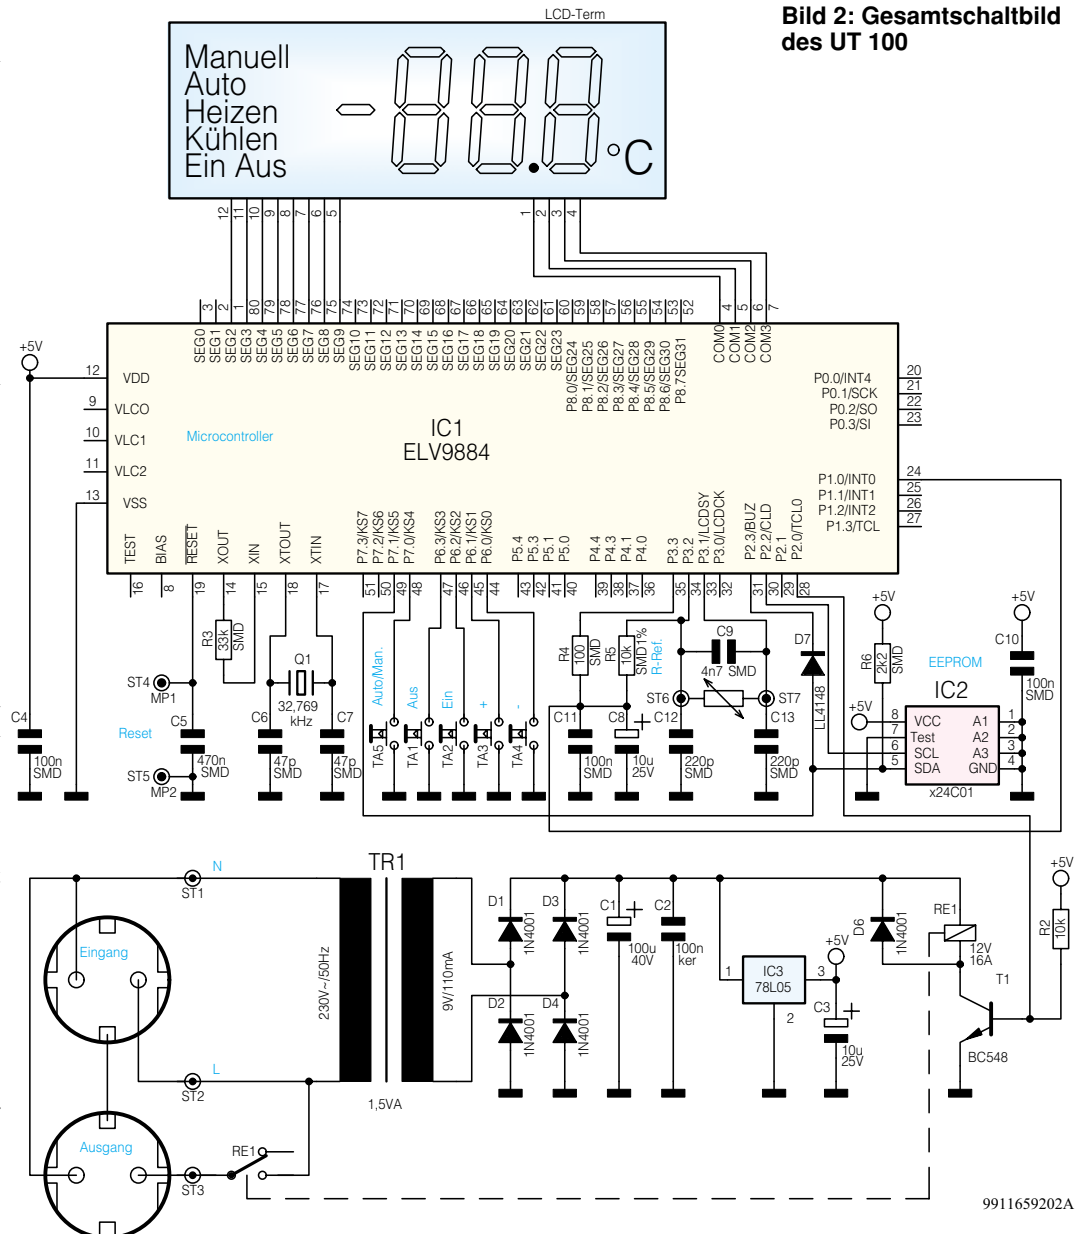 LCD-Term
Bild 2: Gesamtschaltbild
des UT 100
Manuell
Auto
Heizen
Kühlen
Ein Aus
-88.8 °C
12 11 10 9 8 7 6 5
1 2 3 4
3 2 1 80 79 78 77 76 75 74 73 72 71 70 69 68 67 66 65 64 63 62 61 60 59 58 57 56 55 54 53 52
4 5 6 7
SEG0 SEG1 SEG2 SEG3 SEG4 SEG5 SEG6 SEG7 SEG8 SEG9 SEG10 SEG11 SEG12 SEG13 SEG14 SEG15 SEG16 SEG17 SEG18 SEG19 SEG20 SEG21 SEG22 SEG23 P8.0/SEG24 P8.1/SEG25 P8.2/SEG26 P8.3/SEG27 P8.4/SEG28 P8.5/SEG29 P8.6/SEG30 P8.7SEG31
COM0 COM1 COM2 COM3
+5V
12 VDD
9 VLCO
10 VLC1
11 VLC2
13 VSS
Microcontroller
IC1
ELV9884
P0.0/INT4 20
P0.1/SCK 21
P0.2/SO 22
P0.3/SI 23
P1.0/INT0 24
P1.1/INT1 25
P1.2/INT2 26
P1.3/TCL 27
TEST BIAS RESET XOUT XIN XTOUT XTIN
16 8 19 14 15 18 17
P7.3/KS7 P7.2/KS6 P7.1/KS5 P7.0/KS4 P6.3/KS3 P6.2/KS2 P6.1/KS1 P6.0/KS0 P5.4 P5.3 P5.1 P5.0 P4.4 P4.3 P4.1 P4.0 P3.3 P3.2 P3.1/LCDSY P3.0/LCDCK P2.3/BUZ P2.2/CLD P2.1 P2.0/TCL0
51 50 49 48 47 46 45 44 43 42 41 40 39 38 37 36 35 34 33 32 31 30 29 28
R3
33k
SMD
Q1
32,769
kHz
ST4
MP1
Reset
ST5
MP2
C4
100n
SMD
C5
470n
SMD
C6
47p
SMD
C7
47p
SMD
Auto/Man.
TA5
Aus
TA1
Ein
TA2
+
TA3
-
TA4
R4
100
SMD
R5
10k
SMD1%
R-Ref.
C9
4n7 SMD
ST6
ST7
C11
100n
SMD
C8
+
10u
25V
C12
220p
SMD
C13
220p
SMD
D7
LL4148
+5V
R6
2k2
SMD
+5V
C10
100n
SMD
EEPROM
IC2
+5V
8 VCC A1 1
7 Test A2 2
6 SCL A3 3
5 SDA GND 4
x24C01
N
ST1
TR1
Eingang
230V~/50Hz
9V/110mA
1,5VA
L
ST2
Ausgang
ST3
RE1
D1
1N4001
D3
1N4001
D2
1N4001
D4
1N4001
C1
+
100u
40V
C2
100n
ker
1
IC3
78L05
3
2
+5V
C3
+
10u
25V
D6
1N4001
RE1
12V
16A
T1
BC548
+5V
R2
10k
9911659202A